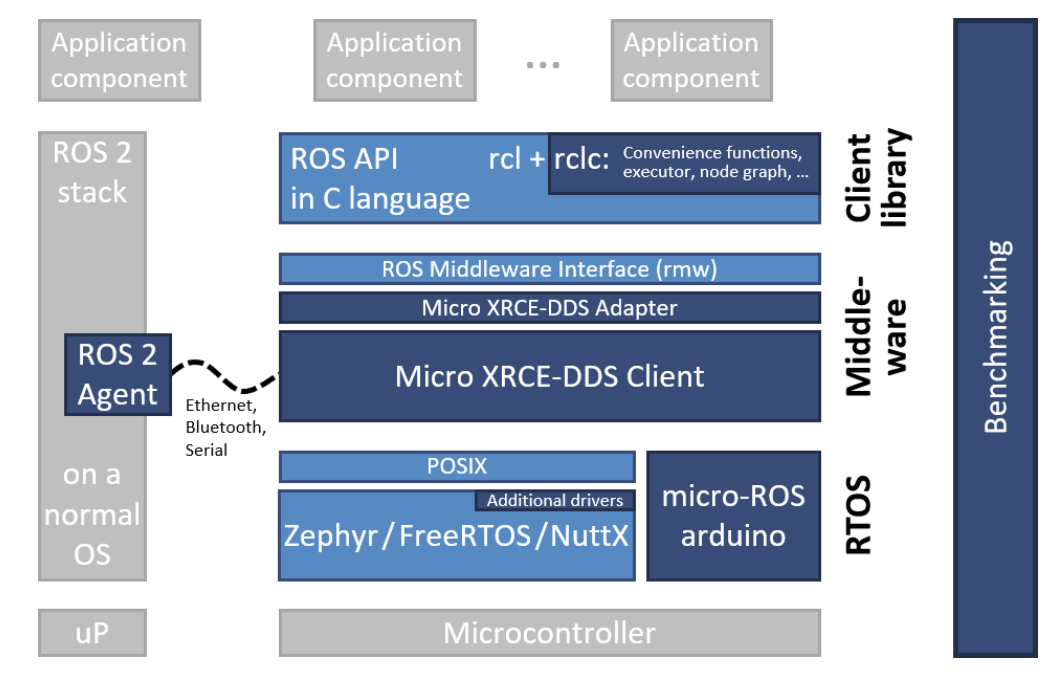 Application
component
Application
component
...
Application
component
ROS 2
stack
ROS API
in C language
rcl + rclc:
Convenience functions,
executor, node graph, ...
Client
library
ROS Middleware Interface (rmw)
Micro XRCE-DDS Adapter
Micro XRCE-DDS Client
Middle-
ware
ROS 2
Agent
Ethernet,
Bluetooth,
Serial
on a
normal
OS
POSIX
Additional drivers
Zephyr/FreeRTOS/NuttX
micro-ROS
arduino
RTOS
uP
Microcontroller
Benchmarking